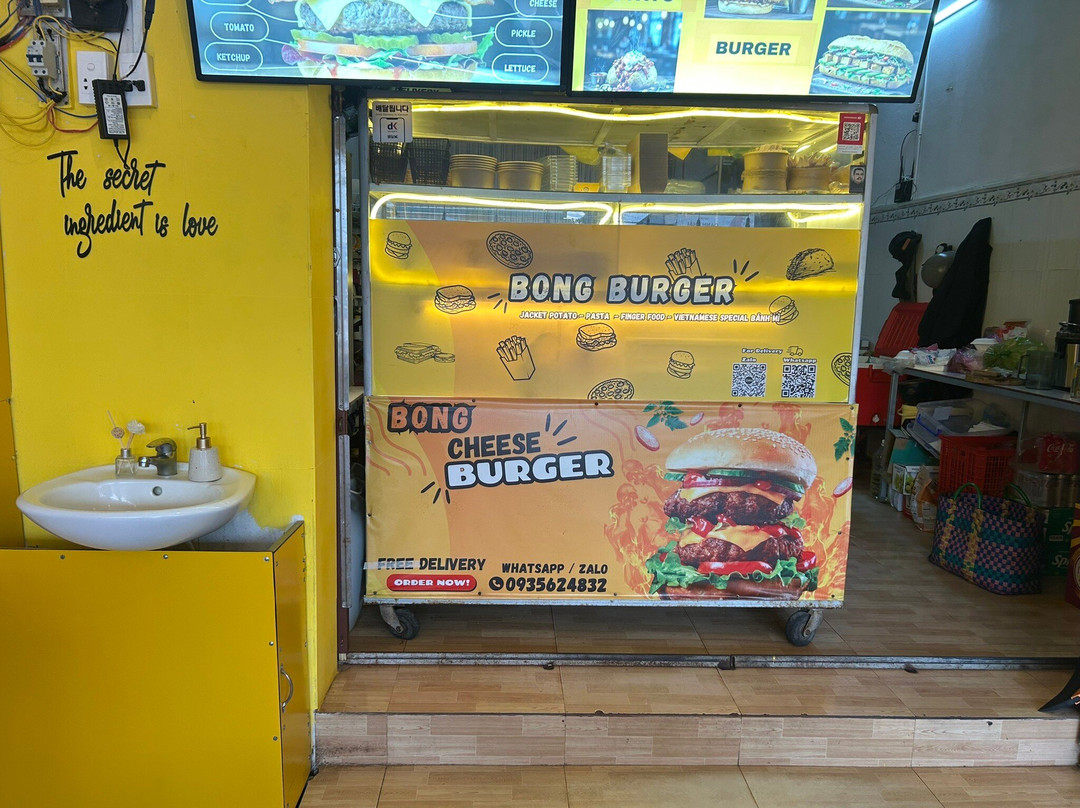 TOMATO
KETCHUP
CHEESE
PICKLE
LETTUCE
BURGER
DELIVERY
배달됩니다
dK
The secret
ingredient is love
BONG BURGER
JACKET POTATO - PASTA - FINGER FOOD - VIETNAMESE SPECIAL BÁNH MÌ
For Delivery
Zalo
Whatsapp
BONG
CHEESE
BURGER
FREE DELIVERY
ORDER NOW!
WHATSAPP / ZALO
0935624832